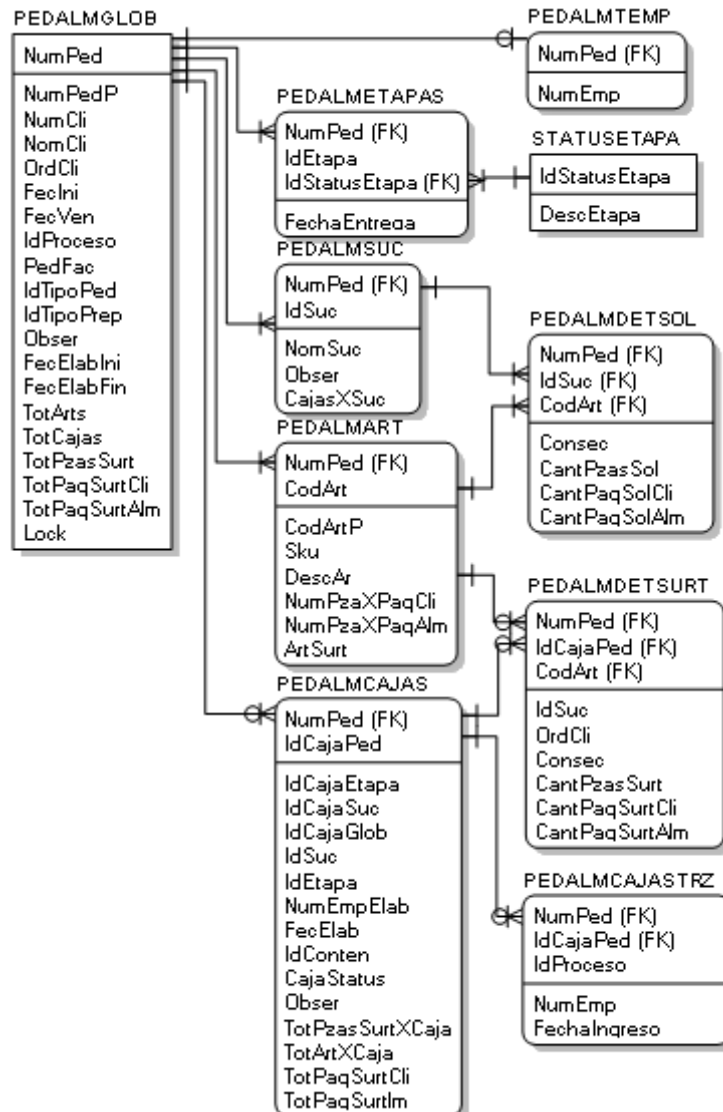 PEDALMGLOB
NumPed
NumPedP
NumCli
NomCli
OrdCli
FecIni
FecVen
IdProceso
PedFac
IdTipoPed
IdTipoPrep
Obser
FecElabIni
FecElabFin
TotArts
TotCajas
TotPzasSurt
TotPaqSurtCli
TotPaqSurtAlm
Lock
PEDALMTEMP
NumPed (FK)
NumEmp
PEDALMETAPAS
NumPed (FK)
IdEtapa
IdStatusEtapa (FK)
FechaEntrega
STATUSETAPA
IdStatusEtapa
DescEtapa
PEDALMSUC
NumPed (FK)
IdSuc
NomSuc
Obser
CajasXSuc
PEDALMDETSOL
NumPed (FK)
IdSuc (FK)
CodArt (FK)
Consec
CantPzasSol
CantPaqSolCli
CantPaqSolAlm
PEDALMART
NumPed (FK)
CodArt
CodArtP
Sku
DescAr
NumPzaXPaqCli
NumPzaXPaqAlm
ArtSurt
PEDALMDETSURT
NumPed (FK)
IdCajaPed (FK)
CodArt (FK)
IdSuc
OrdCli
Consec
CantPzasSurt
CantPaqSurtCli
CantPaqSurtAlm
PEDALMCAJAS
NumPed (FK)
IdCajaPed
IdCajaEtapa
IdCajaSuc
IdCajaGlob
IdSuc
IdEtapa
NumEmpElab
FecElab
IdConten
CajaStatus
Obser
TotPzasSurtXCaja
TotArtXCaja
TotPaqSurtCli
TotPaqSurtlm
PEDALMCAJASTRZ
NumPed (FK)
IdCajaPed (FK)
IdProceso
NumEmp
FechaIngreso